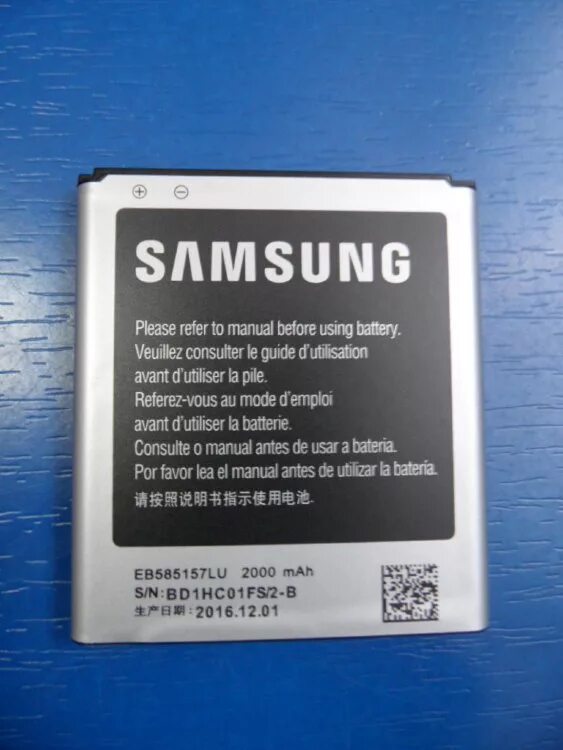 SAMSUNG
Please refer to manual before using battery.
Veuillez consulter le guide d'utilisation
avant d'utiliser la pile.
Referez-vous au mode d'emploi
avant d'utiliser la batterie.
Consulte o manual antes de usar a bateria.
Por favor lea el manual antes de utilizar la batería.
请按照说明书指示使用电池.
EB585157LU 2000 mAh
S/N:BD1HC01FS/2-B
生产日期:2016.12.01